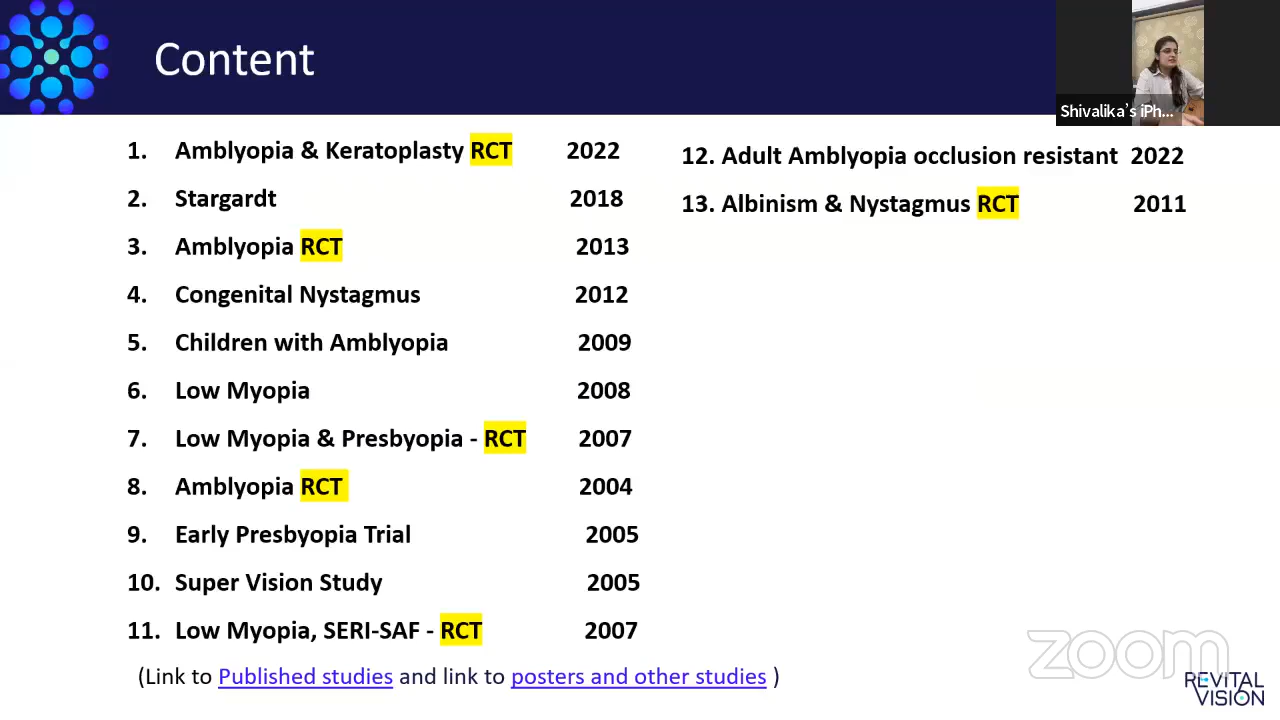 Content
Shivalika's iPh...
1. Amblyopia & Keratoplasty RCT 2022
2. Stargardt 2018
3. Amblyopia RCT 2013
4. Congenital Nystagmus 2012
5. Children with Amblyopia 2009
6. Low Myopia 2008
7. Low Myopia & Presbyopia - RCT 2007
8. Amblyopia RCT 2004
9. Early Presbyopia Trial 2005
10. Super Vision Study 2005
11. Low Myopia, SERI-SAF - RCT 2007
(Link to Published studies and link to posters and other studies )
12. Adult Amblyopia occlusion resistant 2022
13. Albinism & Nystagmus RCT 2011
zoom
REVITAL
VISION